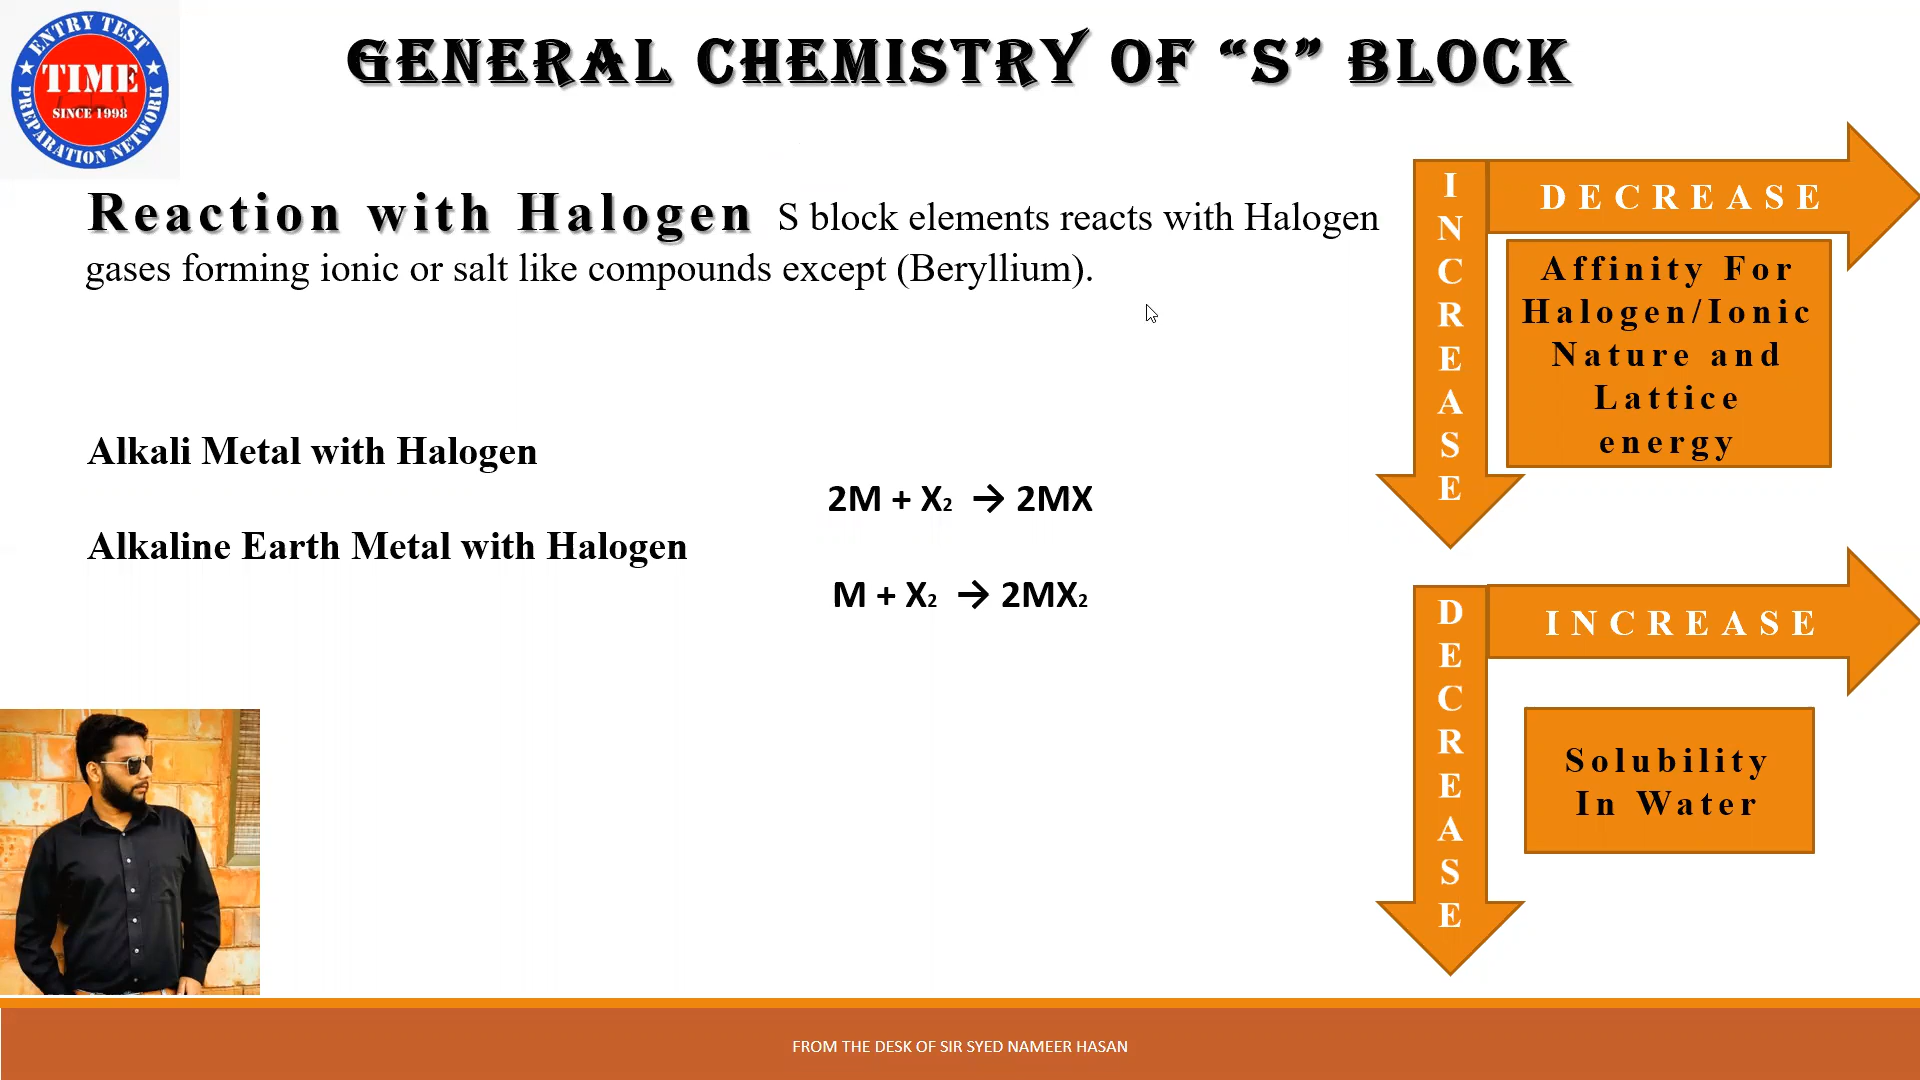 ENTRY TEST
TIME
SINCE 1998
PREPARATION NETWORK
GENERAL CHEMISTRY OF “S” BLOCK
Reaction with Halogen S block elements reacts with Halogen
gases forming ionic or salt like compounds except (Beryllium).
Alkali Metal with Halogen
2M + X₂ → 2MX
Alkaline Earth Metal with Halogen
M + X₂ → 2MX₂
INCREASE
DECREASE
Affinity For
Halogen/Ionic
Nature and
Lattice
energy
DECREASE
INCREASE
Solubility
In Water
FROM THE DESK OF SIR SYED NAMEER HASAN